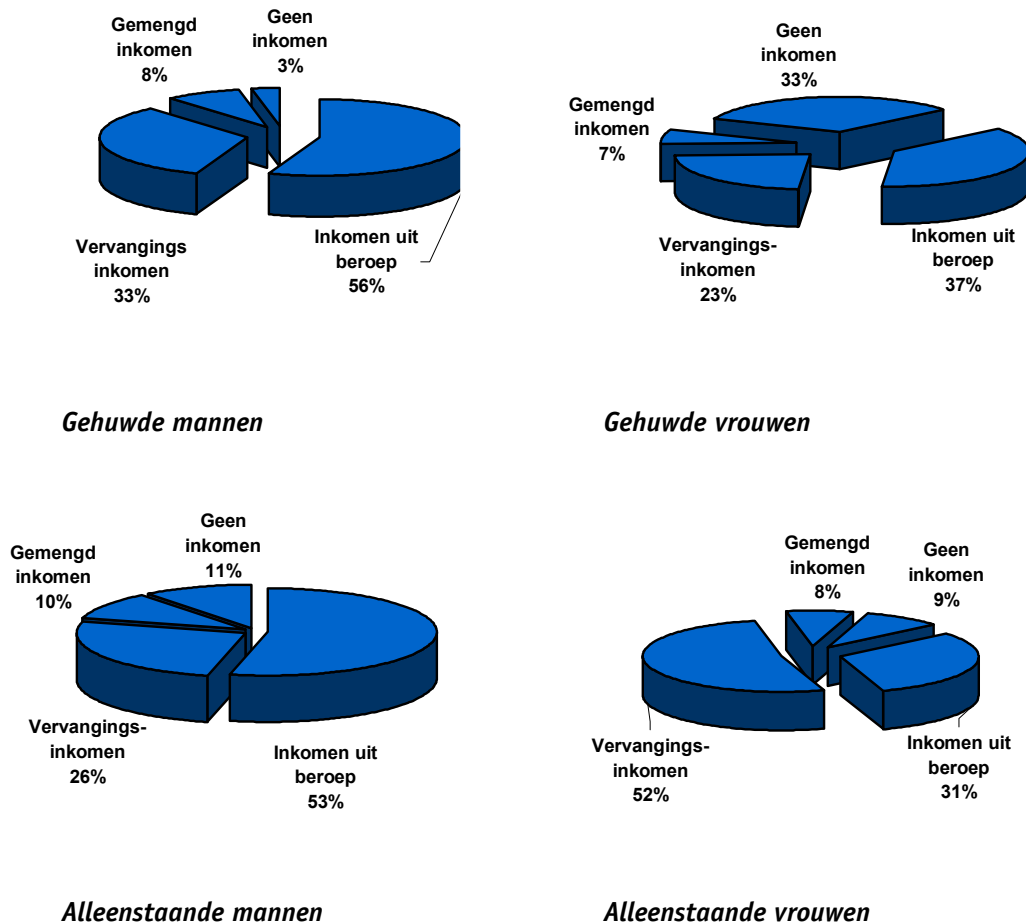 Gemengd
inkomen
8%
Geen
inkomen
3%
Vervangings
inkomen
33%
Inkomen uit
beroep
56%
Gehuwde mannen
Geen
inkomen
33%
Gemengd
inkomen
7%
Vervangings-
inkomen
23%
Inkomen uit
beroep
37%
Gehuwde vrouwen
Geen
inkomen
11%
Gemengd
inkomen
10%
Vervangings-
inkomen
26%
Inkomen uit
beroep
53%
Alleenstaande mannen
Gemengd
inkomen
8%
Geen
inkomen
9%
Vervangings-
inkomen
52%
Inkomen uit
beroep
31%
Alleenstaande vrouwen